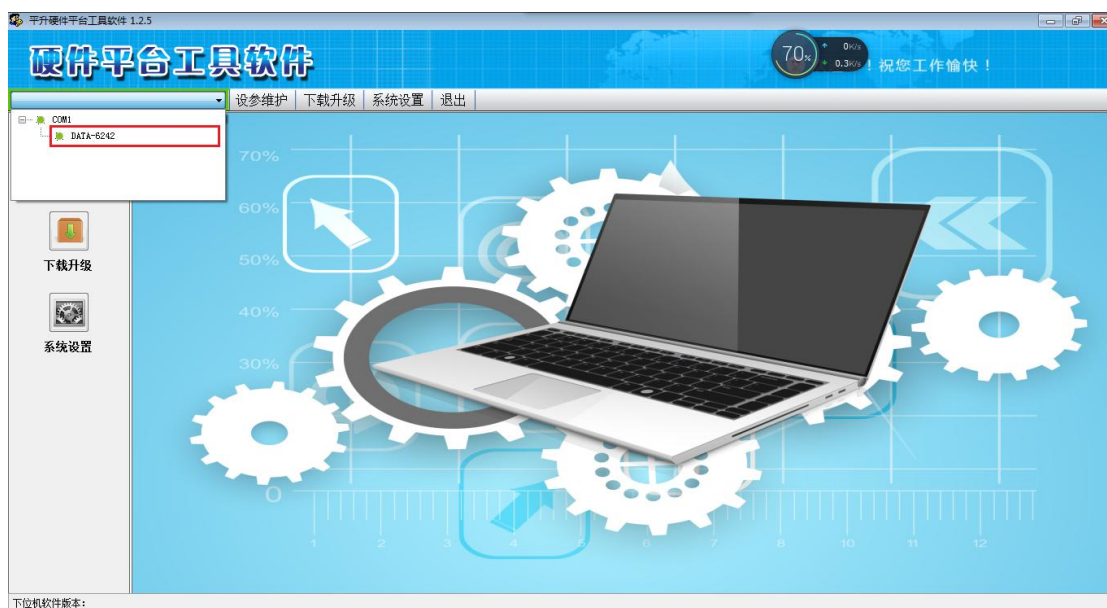 平升硬件平台工具软件 1.2.5
硬件平台工具软件
70%
0K/s
0.3K/s
！祝您工作愉快！
设参维护 下载升级 系统设置 退出
COM1
DATA-6242
下载升级
系统设置
70%
60%
50%
40%
30%
0
1 2 3 4 5 6 7 8 10 11 12
下位机软件版本：